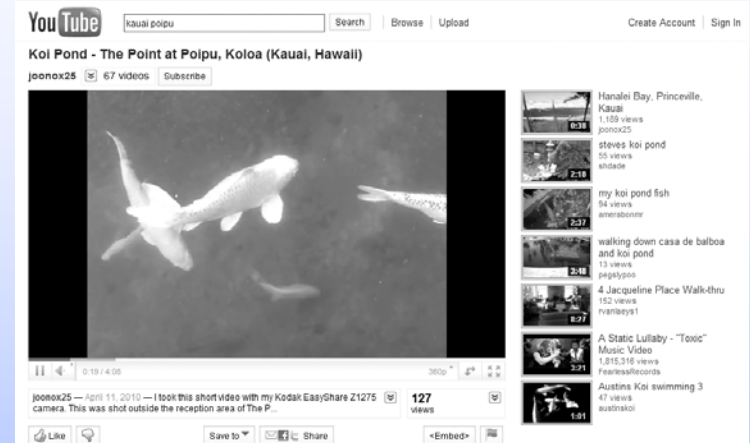 You Tube
kauai poipu
Search
Browse
Upload
Create Account
Sign In
Koi Pond - The Point at Poipu, Koloa (Kauai, Hawaii)
joonox25
67 videos
Subscribe
0:19 / 4:05
360p
joonox25 — April 11, 2010 — I took this short video with my Kodak EasyShare Z1275
camera. This was shot outside the reception area of The P...
127
views
Like
Save to
Share
<Embed>
Hanalei Bay, Princeville,
Kauai
1,189 views
joonox25
0:38
steves koi pond
55 views
shdade
2:18
my koi pond fish
94 views
amerabonmr
2:37
walking down casa de balboa
and koi pond
13 views
pegslypoo
3:48
4 Jacqueline Place Walk-thru
152 views
rvanlaeys1
8:27
A Static Lullaby - "Toxic"
Music Video
1,815,316 views
FearlessRecords
3:21
Austins Koi swimming 3
47 views
austinskoi
1:01